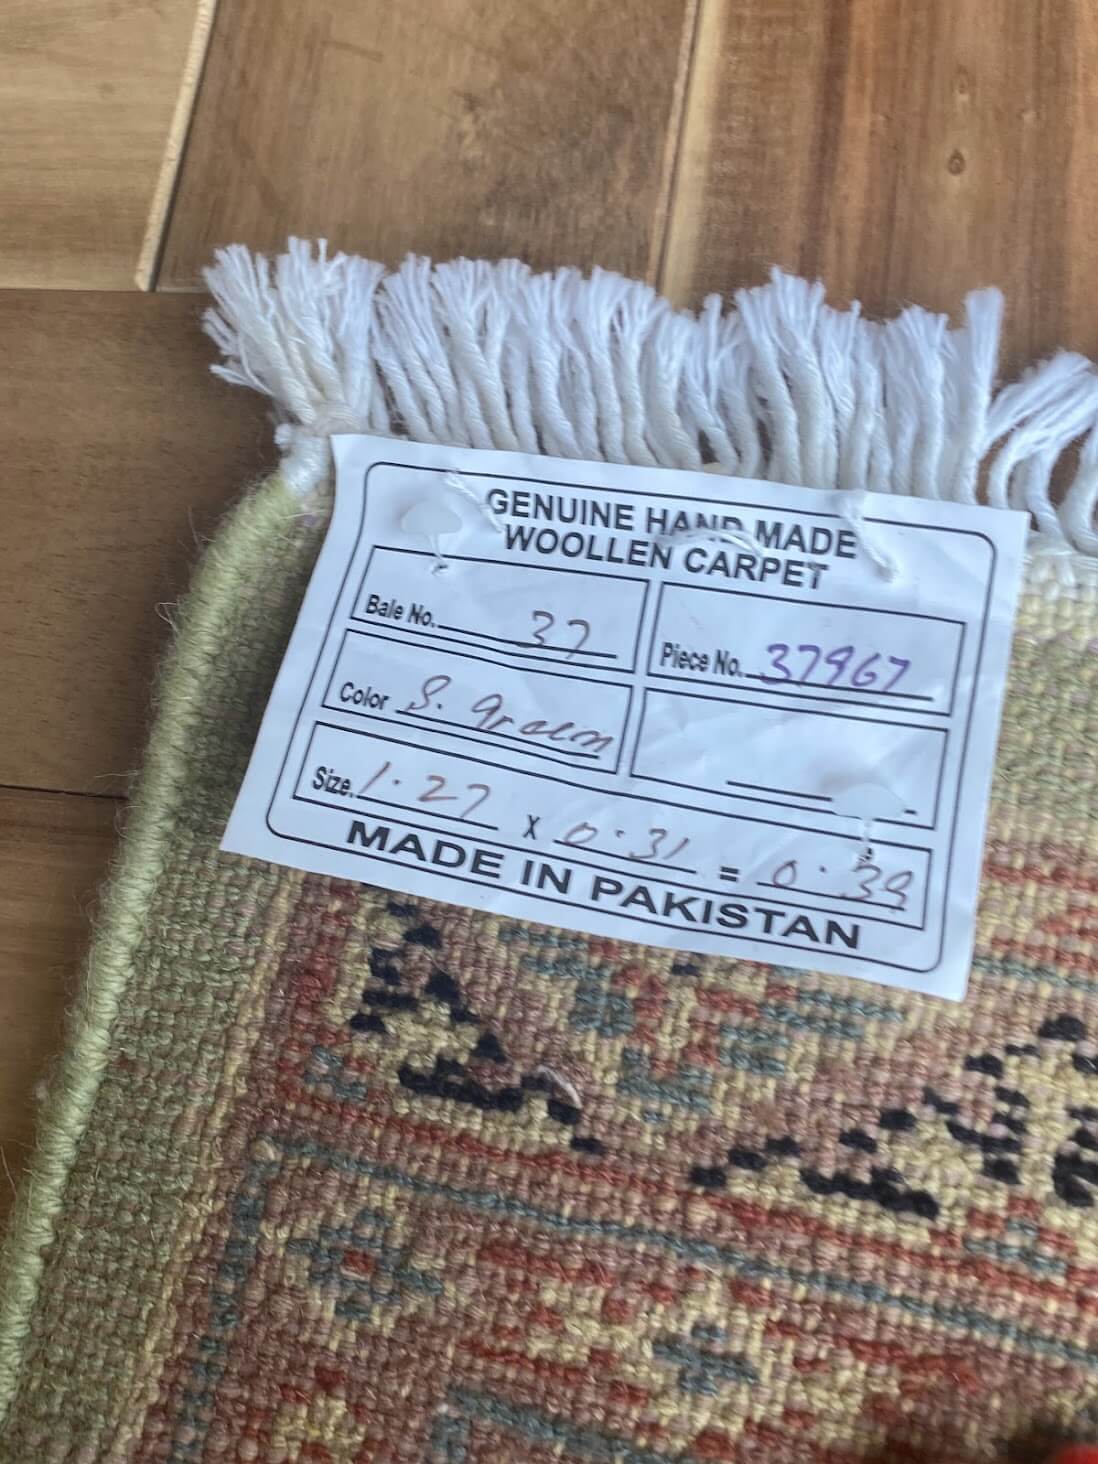 GENUINE HAND MADE
WOOLLEN CARPET
Bale No. 37
Piece No. 37967
Color S. green
Size. 1.27 x 0.31 = 0.39
MADE IN PAKISTAN